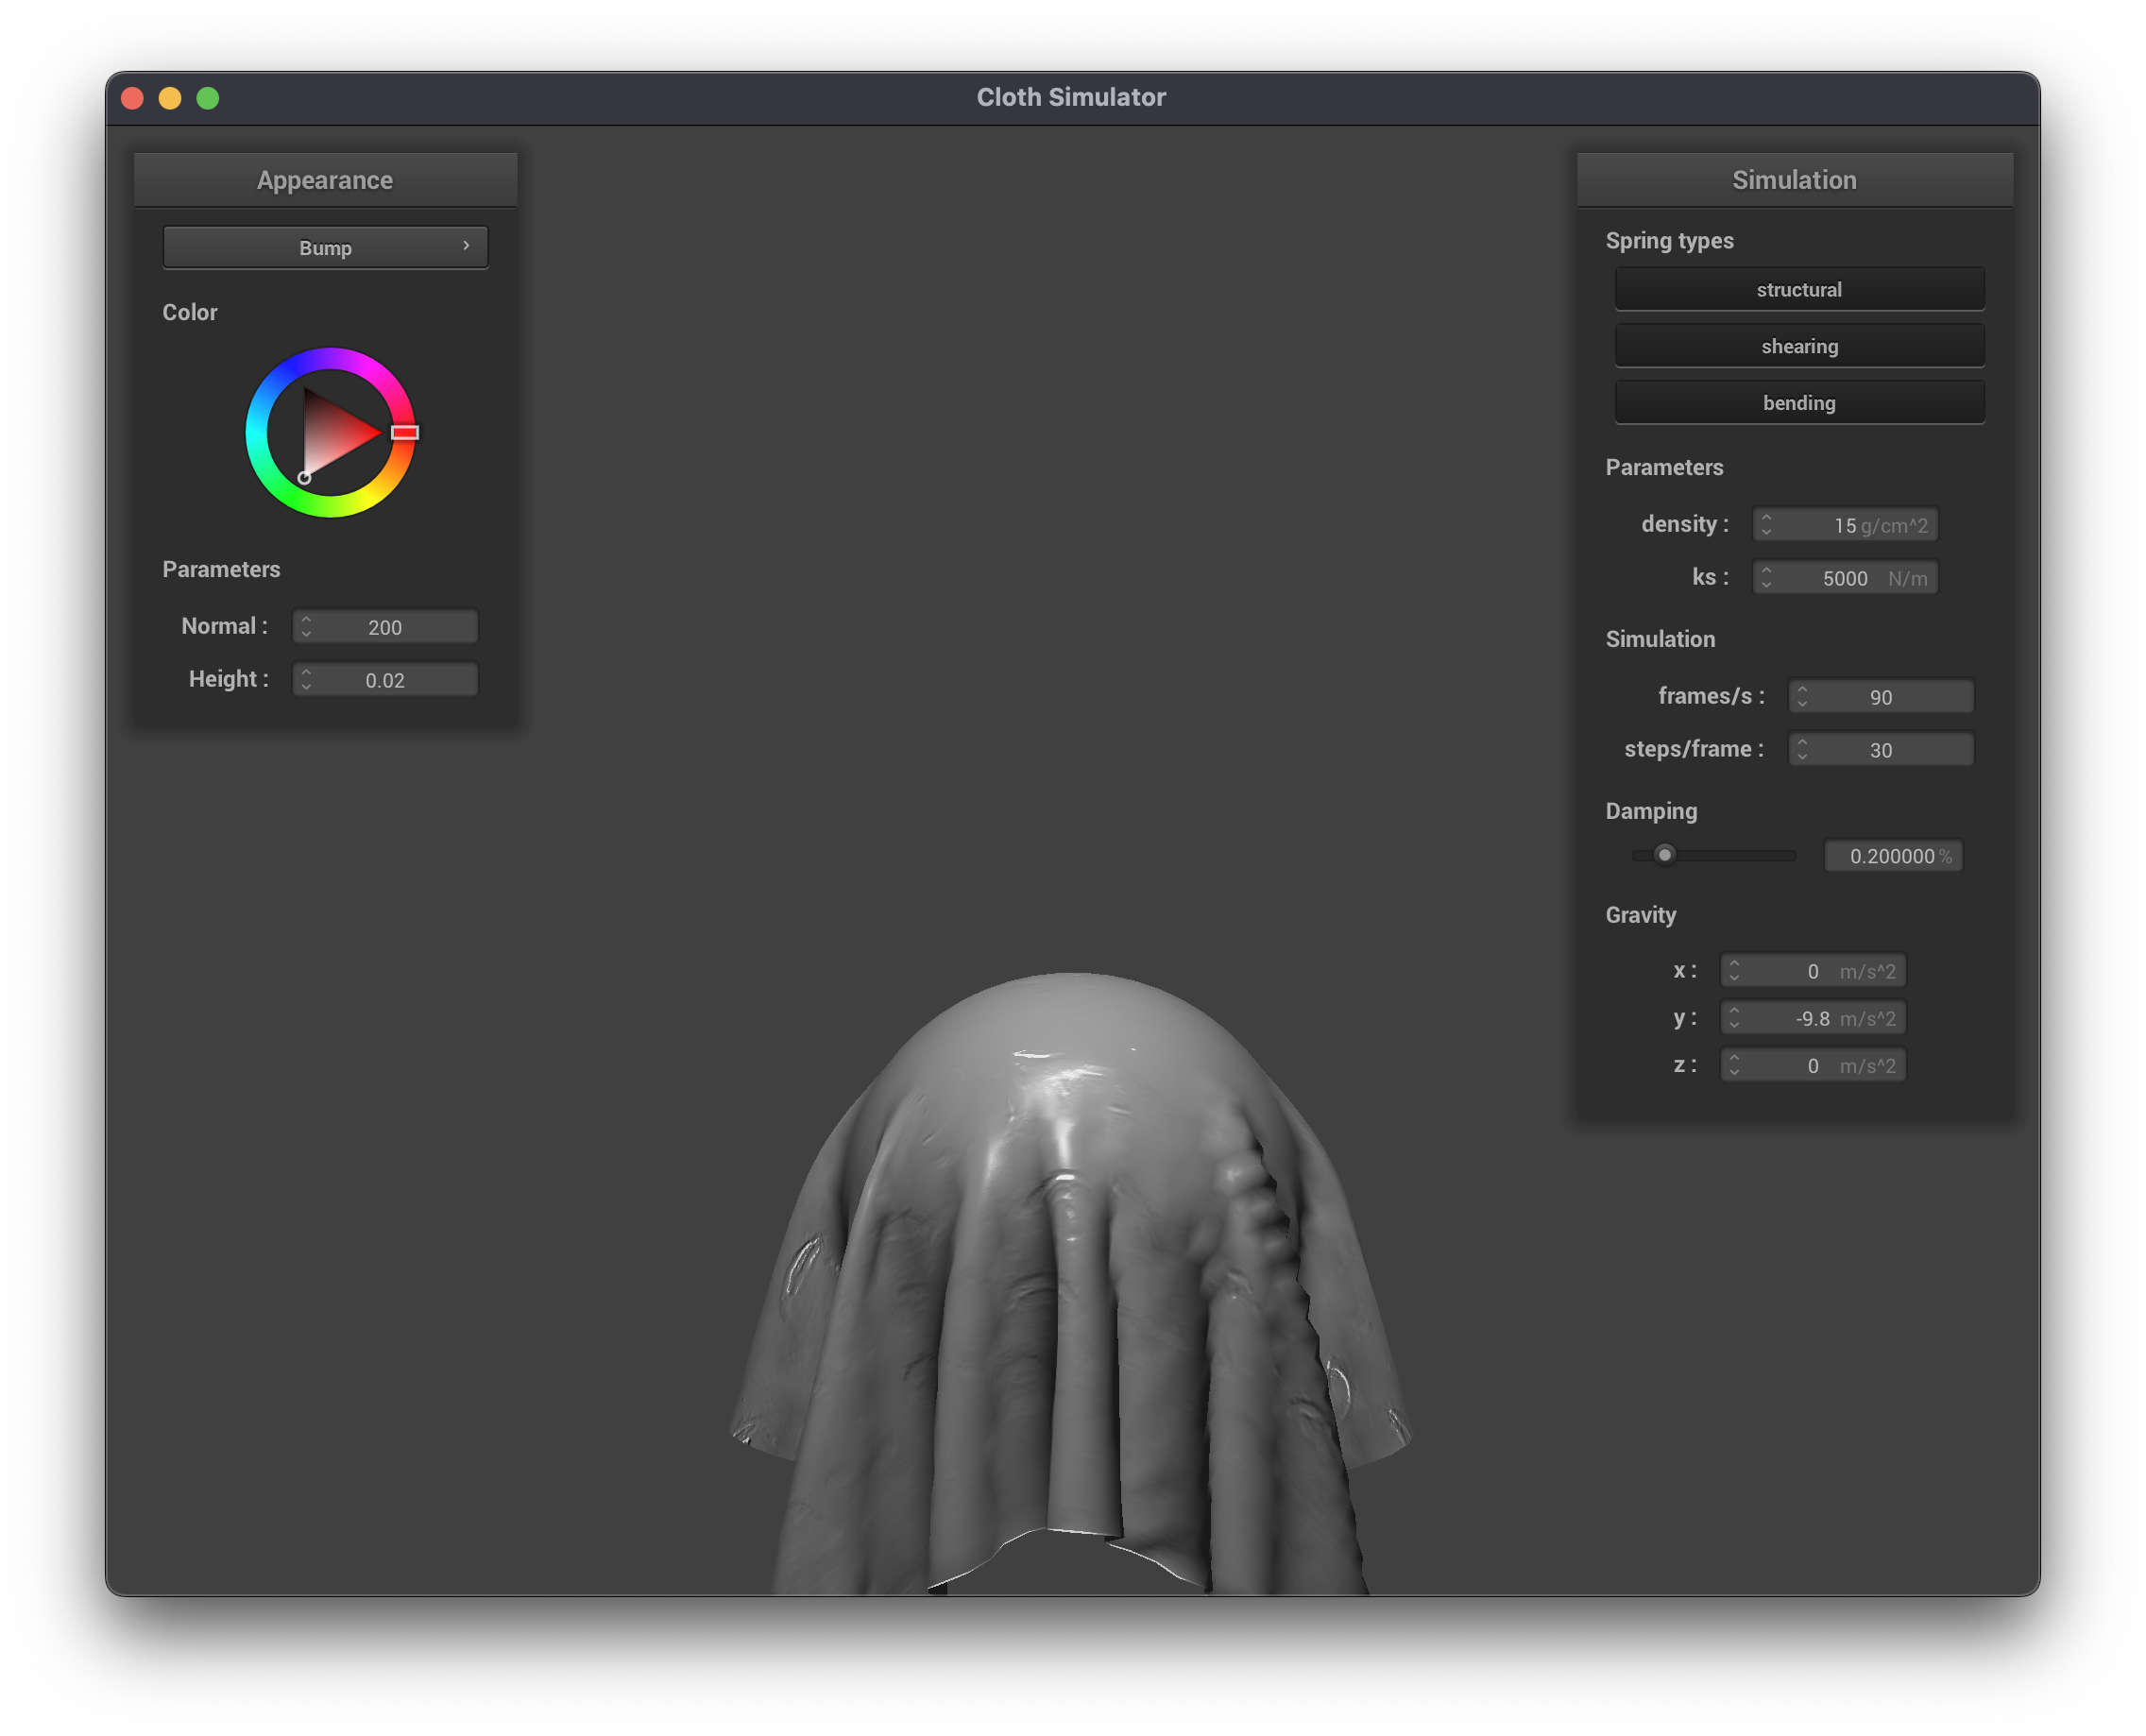 Cloth Simulator
Appearance
Bump
Color
Parameters
Normal : 200
Height : 0.02
Simulation
Spring types
structural
shearing
bending
Parameters
density : 15 g/cm^2
ks : 5000 N/m
Simulation
frames/s : 90
steps/frame : 30
Damping
0.200000 %
Gravity
x : 0 m/s^2
y : -9.8 m/s^2
z : 0 m/s^2